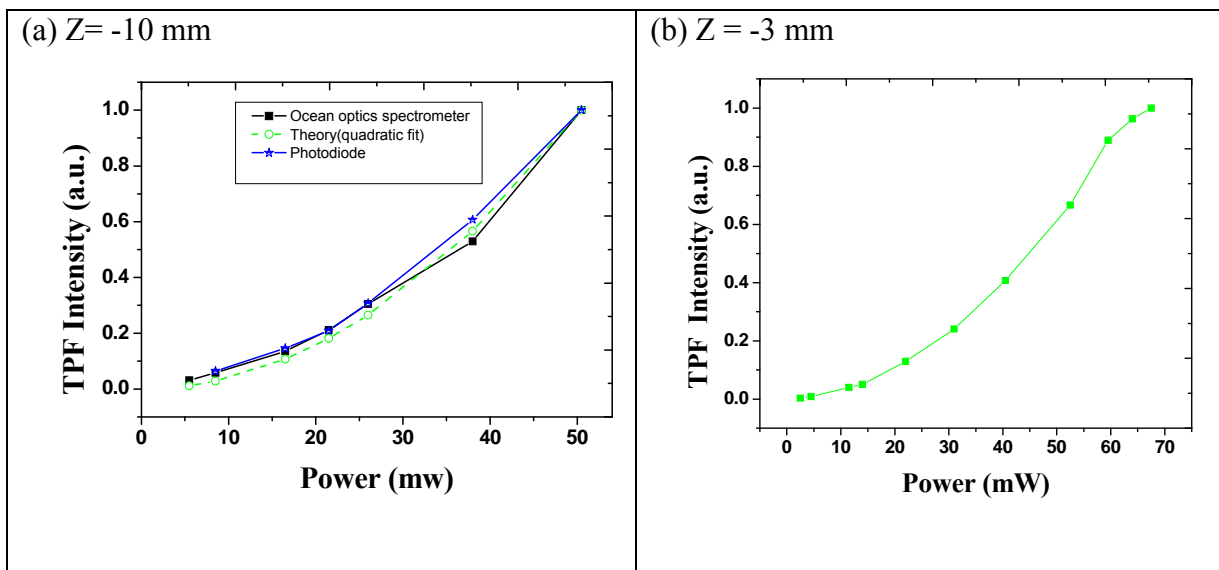 (a) Z= -10 mm
TPF Intensity (a.u.)
1.0
0.8
0.6
0.4
0.2
0.0
Ocean optics spectrometer
Theory(quadratic fit)
Photodiode
0 10 20 30 40 50
Power (mw)
(b) Z = -3 mm
TPF Intensity (a.u.)
1.0
0.8
0.6
0.4
0.2
0.0
0 10 20 30 40 50 60 70
Power (mW)